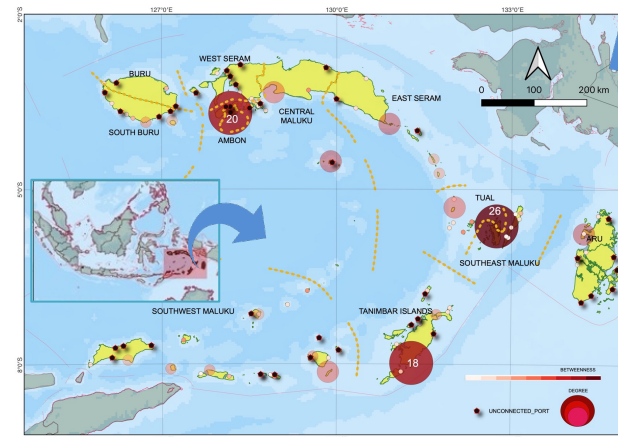 127°0'E 130°0'E 133°0'E
2°0'S
WEST SERAM
BURU
0 100 200 km
EAST SERAM
CENTRAL
MALUKU
20
SOUTH BURU
AMBON
5°0'S
TUAL
26
ARU
SOUTHEAST MALUKU
SOUTHWEST MALUKU
TANIMBAR ISLANDS
8°0'S
18
BETWEENNESS
DEGREE
UNCONNECTED_PORT